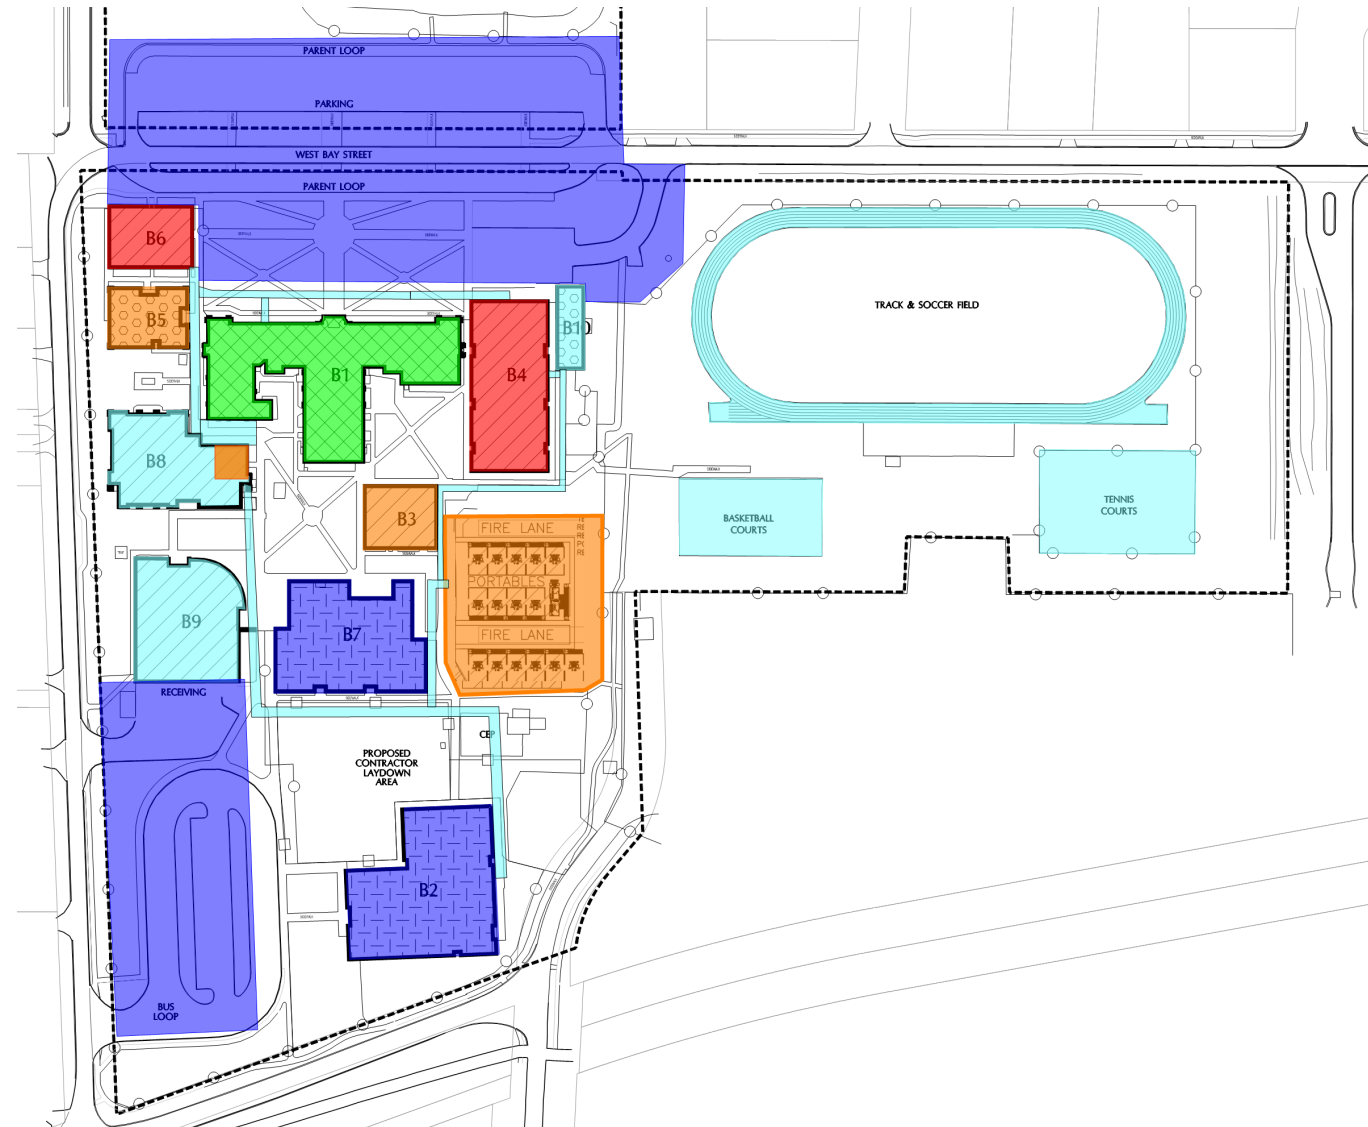 PARENT LOOP
PARKING
WEST BAY STREET
PARENT LOOP
B6
B5
B1
B4
B10
TRACK & SOCCER FIELD
B8
B3
BASKETBALL
COURTS
TENNIS
COURTS
FIRE LANE
PORTABLES
FIRE LANE
B9
B7
RECEIVING
CEP
PROPOSED
CONTRACTOR
LAYDOWN
AREA
B2
BUS
LOOP